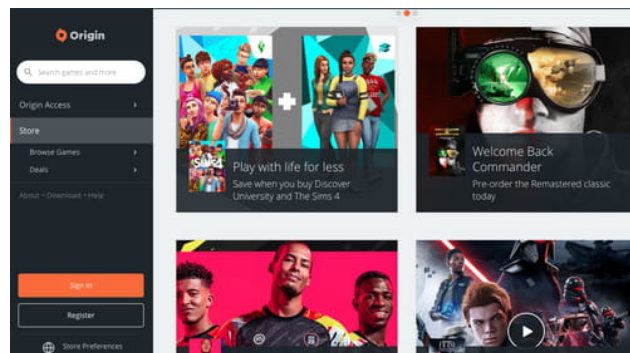 Origin
Search games and more
Origin Access
Store
Browse Games
Deals
About • Download • Help
Sign In
Register
Store Preferences
Play with life for less
Save when you buy Discover
University and The Sims 4
Welcome Back
Commander
Pre-order the Remastered classic
today